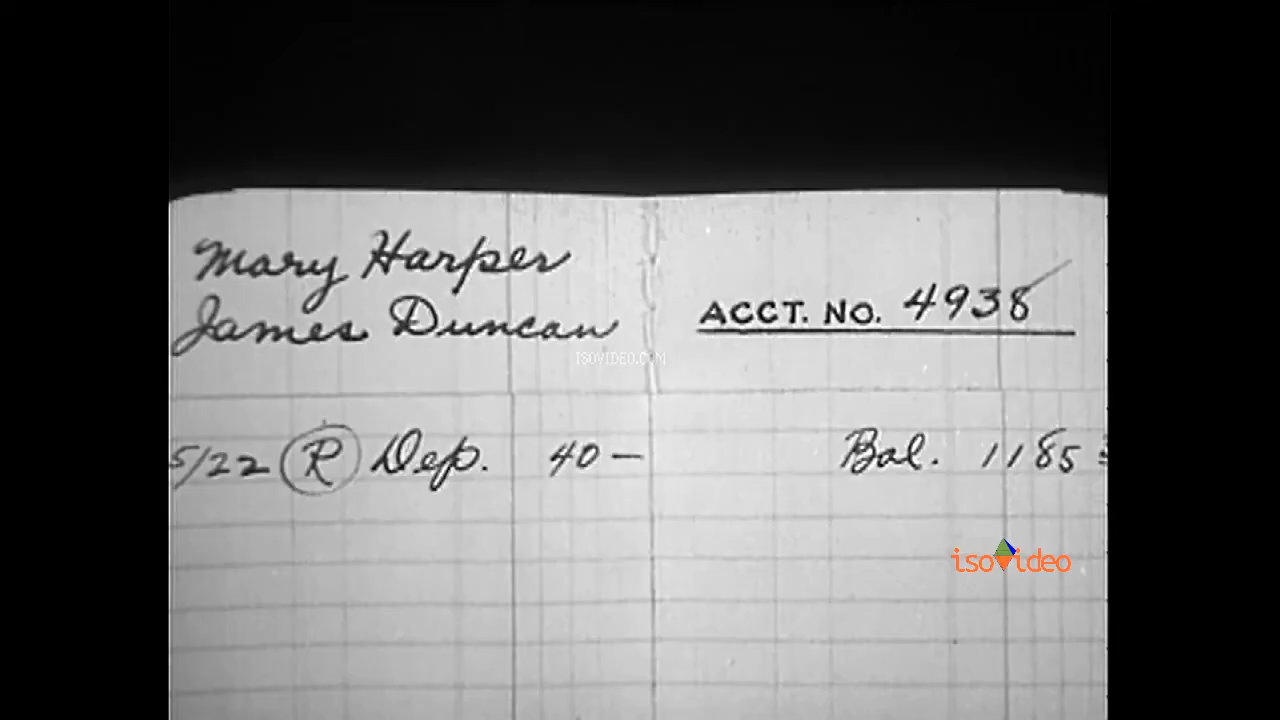 Mary Harper
James Duncan
ACCT. NO. 4938
ISOVIDEO.COM
5/22 R Dep. 40 — Bal. 1185
isovideo